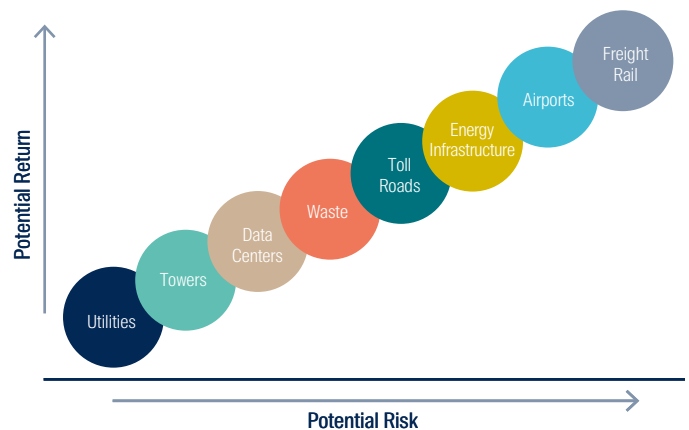 Freight
Rail
Airports
Energy
Infrastructure
Toll
Roads
Waste
Data
Centers
Towers
Utilities
Potential Return
Potential Risk